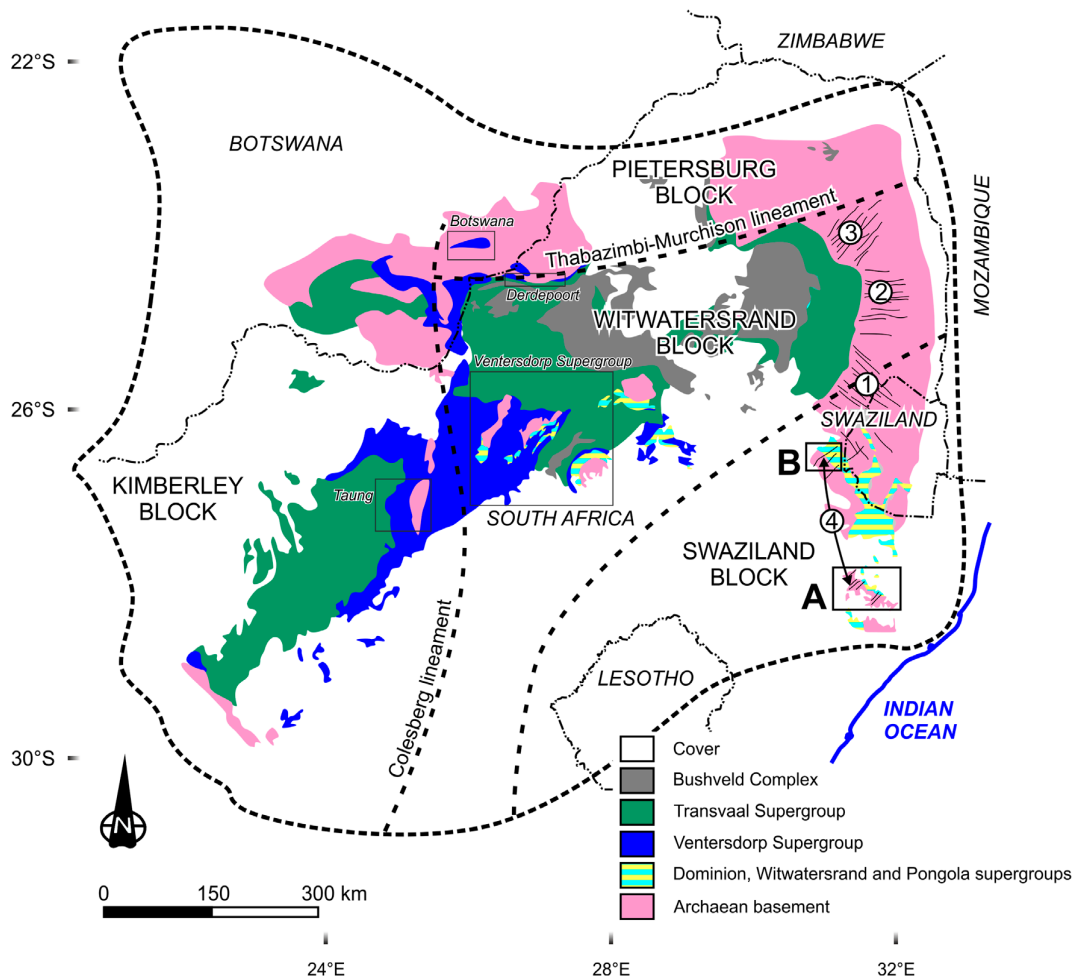 22°S
ZIMBABWE
BOTSWANA
PIETERSBURG
BLOCK
MOZAMBIQUE
Botswana
Thabazimbi-Murchison lineament
3
Derdepoort
2
WITWATERSRAND
BLOCK
Ventersdorp Supergroup
1
26°S
SWAZILAND
B
KIMBERLEY
BLOCK
Taung
SOUTH AFRICA
4
SWAZILAND
BLOCK
A
LESOTHO
Colesberg lineament
INDIAN
OCEAN
30°S
Cover
Bushveld Complex
Transvaal Supergroup
Ventersdorp Supergroup
Dominion, Witwatersrand and Pongola supergroups
Archaean basement
N
0 150 300 km
24°E 28°E 32°E